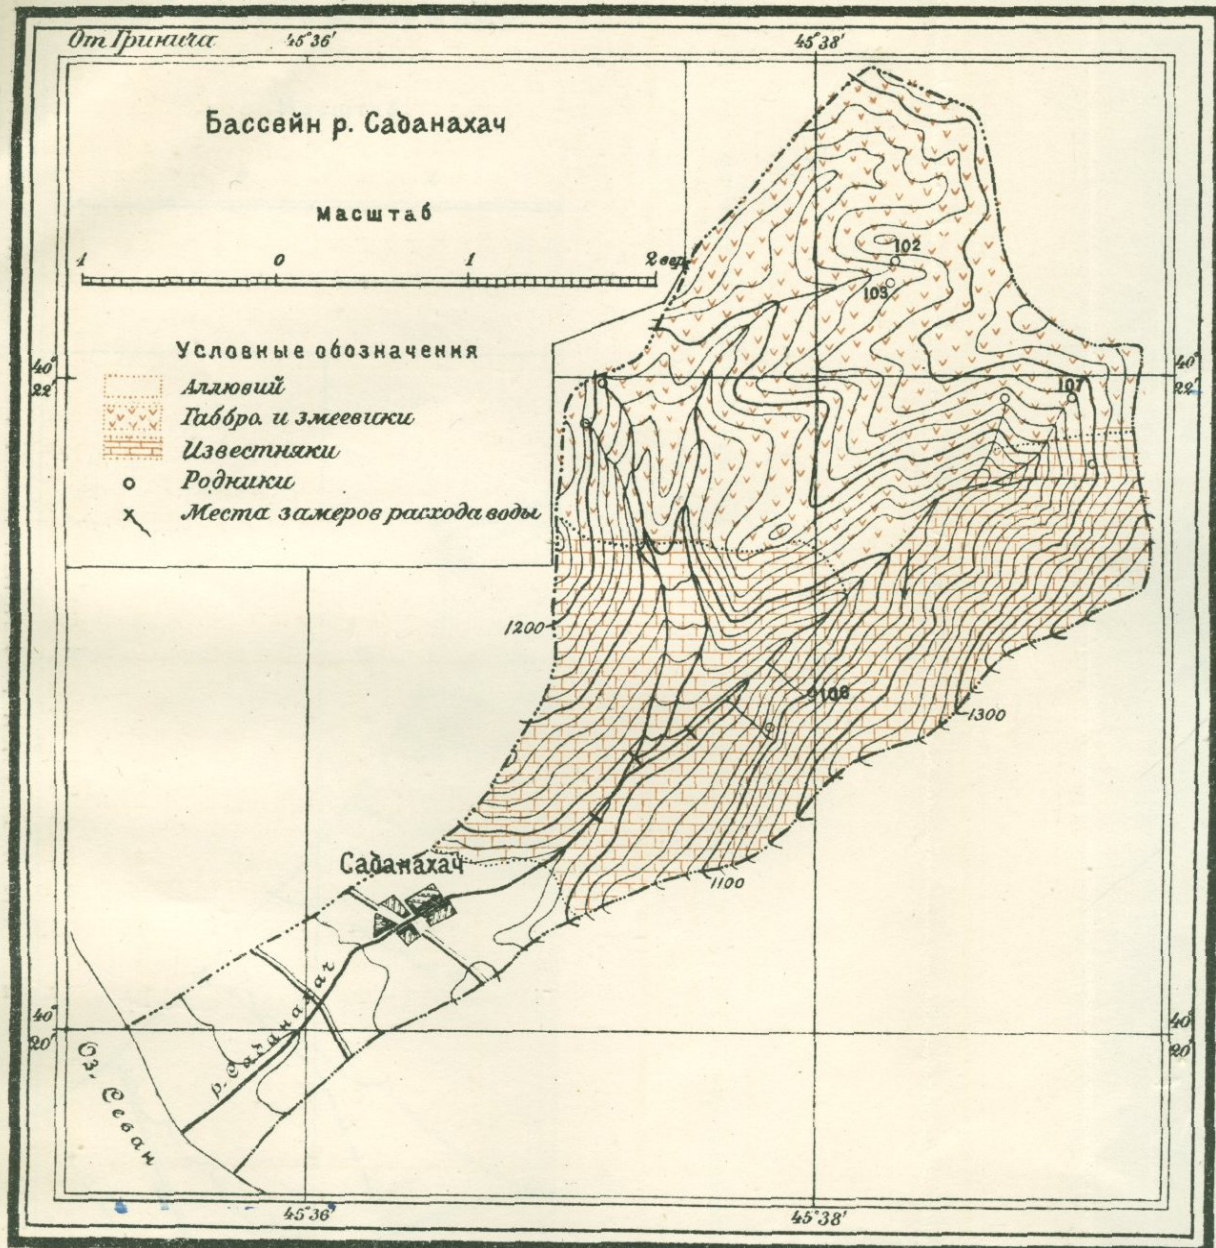 От Гринича 45°36' 45°38'
Бассейн р. Саданахач
Масштаб
1 0 1 2 вер.
Условные обозначения
Аллювий
Габбро и змеевики
Известняки
Родники
Места замеров расхода воды
40°
22'
40°
22'
102
103
107
1200
106
1300
1100
Саданахач
р. Саданахач
Оз. Севан
40°
20'
40°
20'
45°36' 45°38'